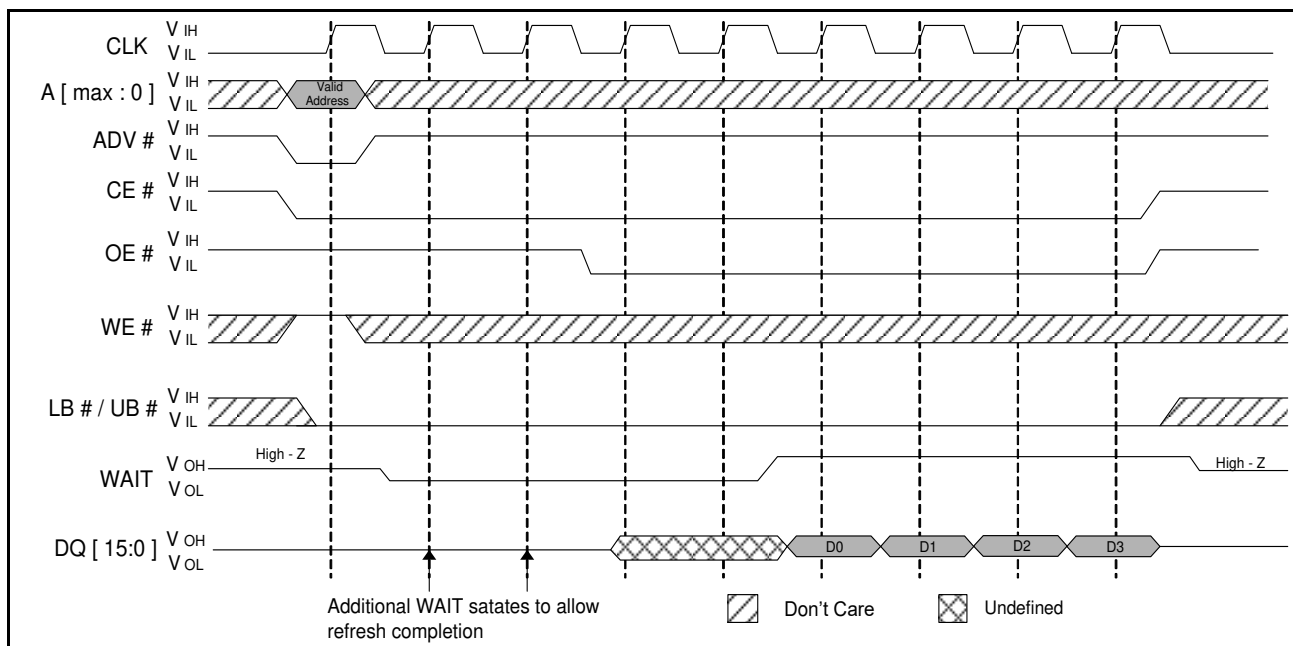 CLK V IH
V IL
A [ max : 0 ] V IH
V IL
Valid
Address
ADV # V IH
V IL
CE # V IH
V IL
OE # V IH
V IL
WE # V IH
V IL
LB # / UB # V IH
V IL
WAIT V OH
V OL
High - Z
High - Z
DQ [ 15:0 ] V OH
V OL
D0 D1 D2 D3
Additional WAIT satates to allow
refresh completion
Don't Care
Undefined